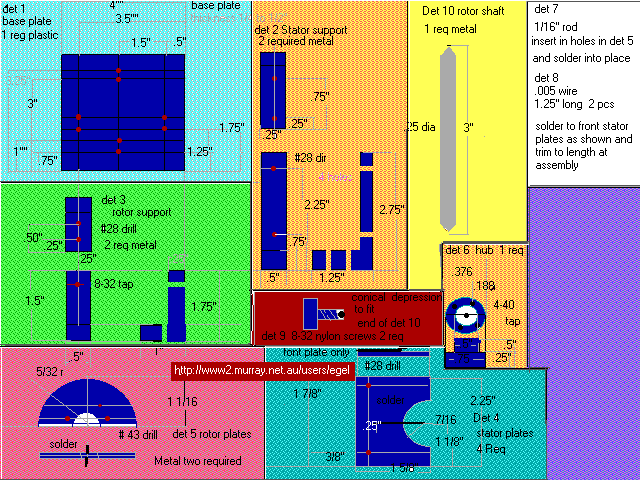 det 1
base plate
1 reg plastic
4""
base plate
3.5""
1.5"
.5"
3"
1.75"
1""
.75"
1.25"
det 2 Stator support
2 required metal
.75"
.25"
#28 dir
2.25"
2.75"
.75"
.5"
1.25"
Det 10 rotor shaft
1 req metal
.25 dia
3"
det 7
1/16" rod
insert in holes in det 5
and solder into place
det 8
.005 wire
1.25" long 2 pcs
solder to front stator
plates as shown and
trim to length at
assembly
det 3
rotor support
#28 drill
2 req metal
.50"
.25"
.25"
8-32 tap
1.5"
1.75"
.5"
conical depression
to fit
end of det 10
det 9 8-32 nylon screws 2 req
det 6 hub 1 req
.376
.188
4-40
tap
.5"
.25"
http://www2.murray.net.au/users/egel
5/32 r
1 1/16
# 43 drill
det 5 rotor plates
solder
Metal two required
font plate only
#28 drill
1 7/8"
solder
.25"
7/16
1 1/8"
3/8"
1 5/8"
2.25"
Det 4
stator plates
4 Req